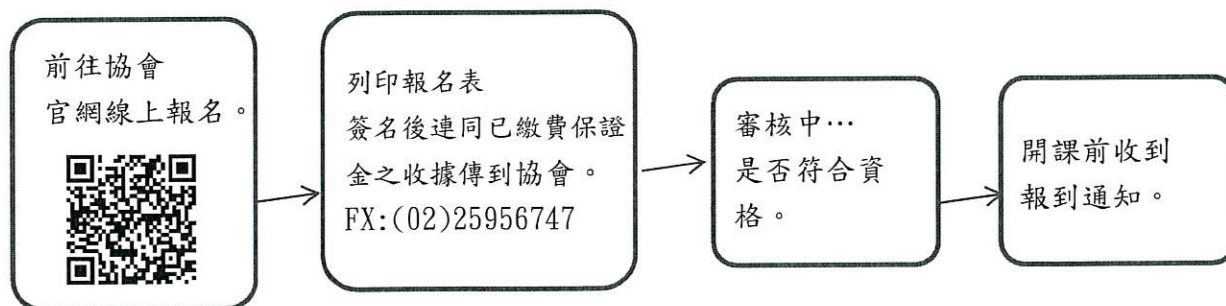 前往協會
官網線上報名。
列印報名表
簽名後連同已繳費保證
金之收據傳到協會。
FX:(02)25956747
審核中…
是否符合資
格。
開課前收到
報到通知。